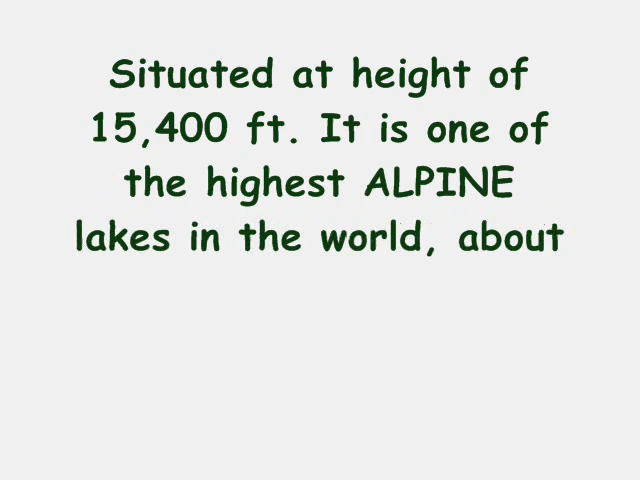 Situated at height of
15,400 ft. It is one of
the highest ALPINE
lakes in the world, about